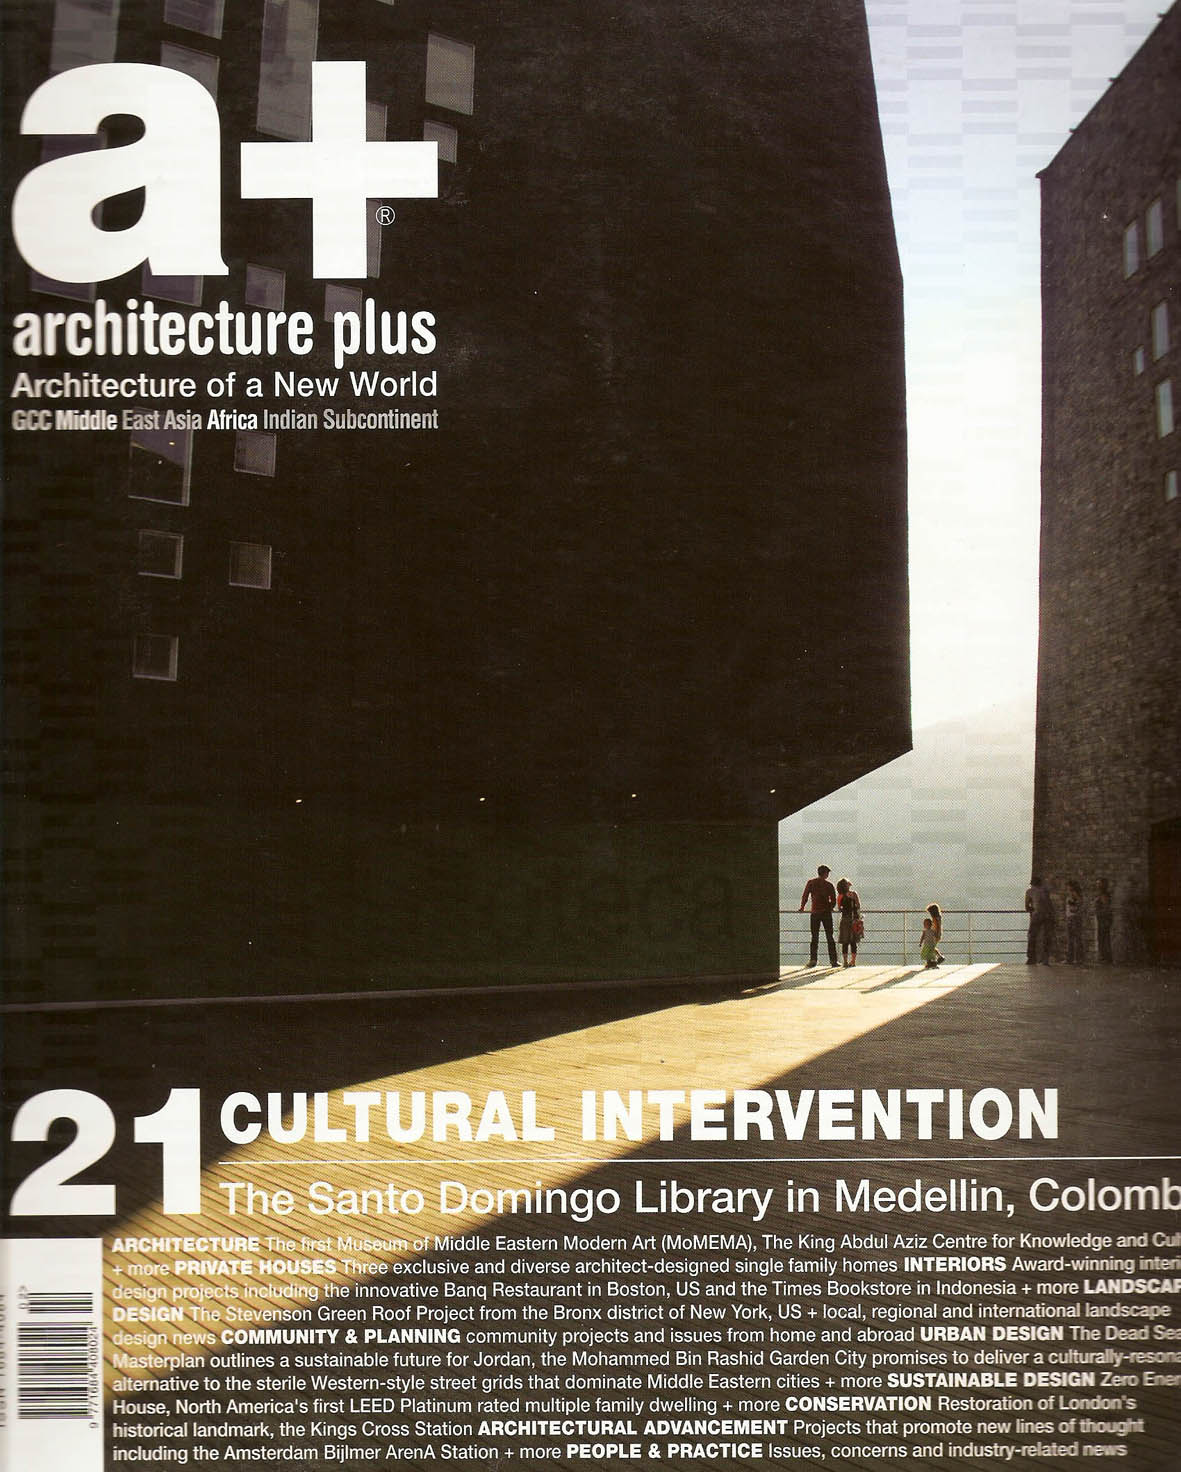 a+
®
architecture plus
Architecture of a New World
GCC Middle East Asia Africa Indian Subcontinent
21 CULTURAL INTERVENTION
The Santo Domingo Library in Medellin, Colomb
ARCHITECTURE The first Museum of Middle Eastern Modern Art (MoMEMA), The King Abdul Aziz Centre for Knowledge and Cul
+ more PRIVATE HOUSES Three exclusive and diverse architect-designed single family homes INTERIORS Award-winning interi
design projects including the innovative Banq Restaurant in Boston, US and the Times Bookstore in Indonesia + more LANDSCAP
DESIGN The Stevenson Green Roof Project from the Bronx district of New York, US + local, regional and international landscape
design news COMMUNITY & PLANNING community projects and issues from home and abroad URBAN DESIGN The Dead Sea
Masterplan outlines a sustainable future for Jordan, the Mohammed Bin Rashid Garden City promises to deliver a culturally-resona
alternative to the sterile Western-style street grids that dominate Middle Eastern cities + more SUSTAINABLE DESIGN Zero Ener
House, North America's first LEED Platinum rated multiple family dwelling + more CONSERVATION Restoration of London's
historical landmark, the Kings Cross Station ARCHITECTURAL ADVANCEMENT Projects that promote new lines of thought
including the Amsterdam Bijlmer ArenA Station + more PEOPLE & PRACTICE Issues, concerns and industry-related news